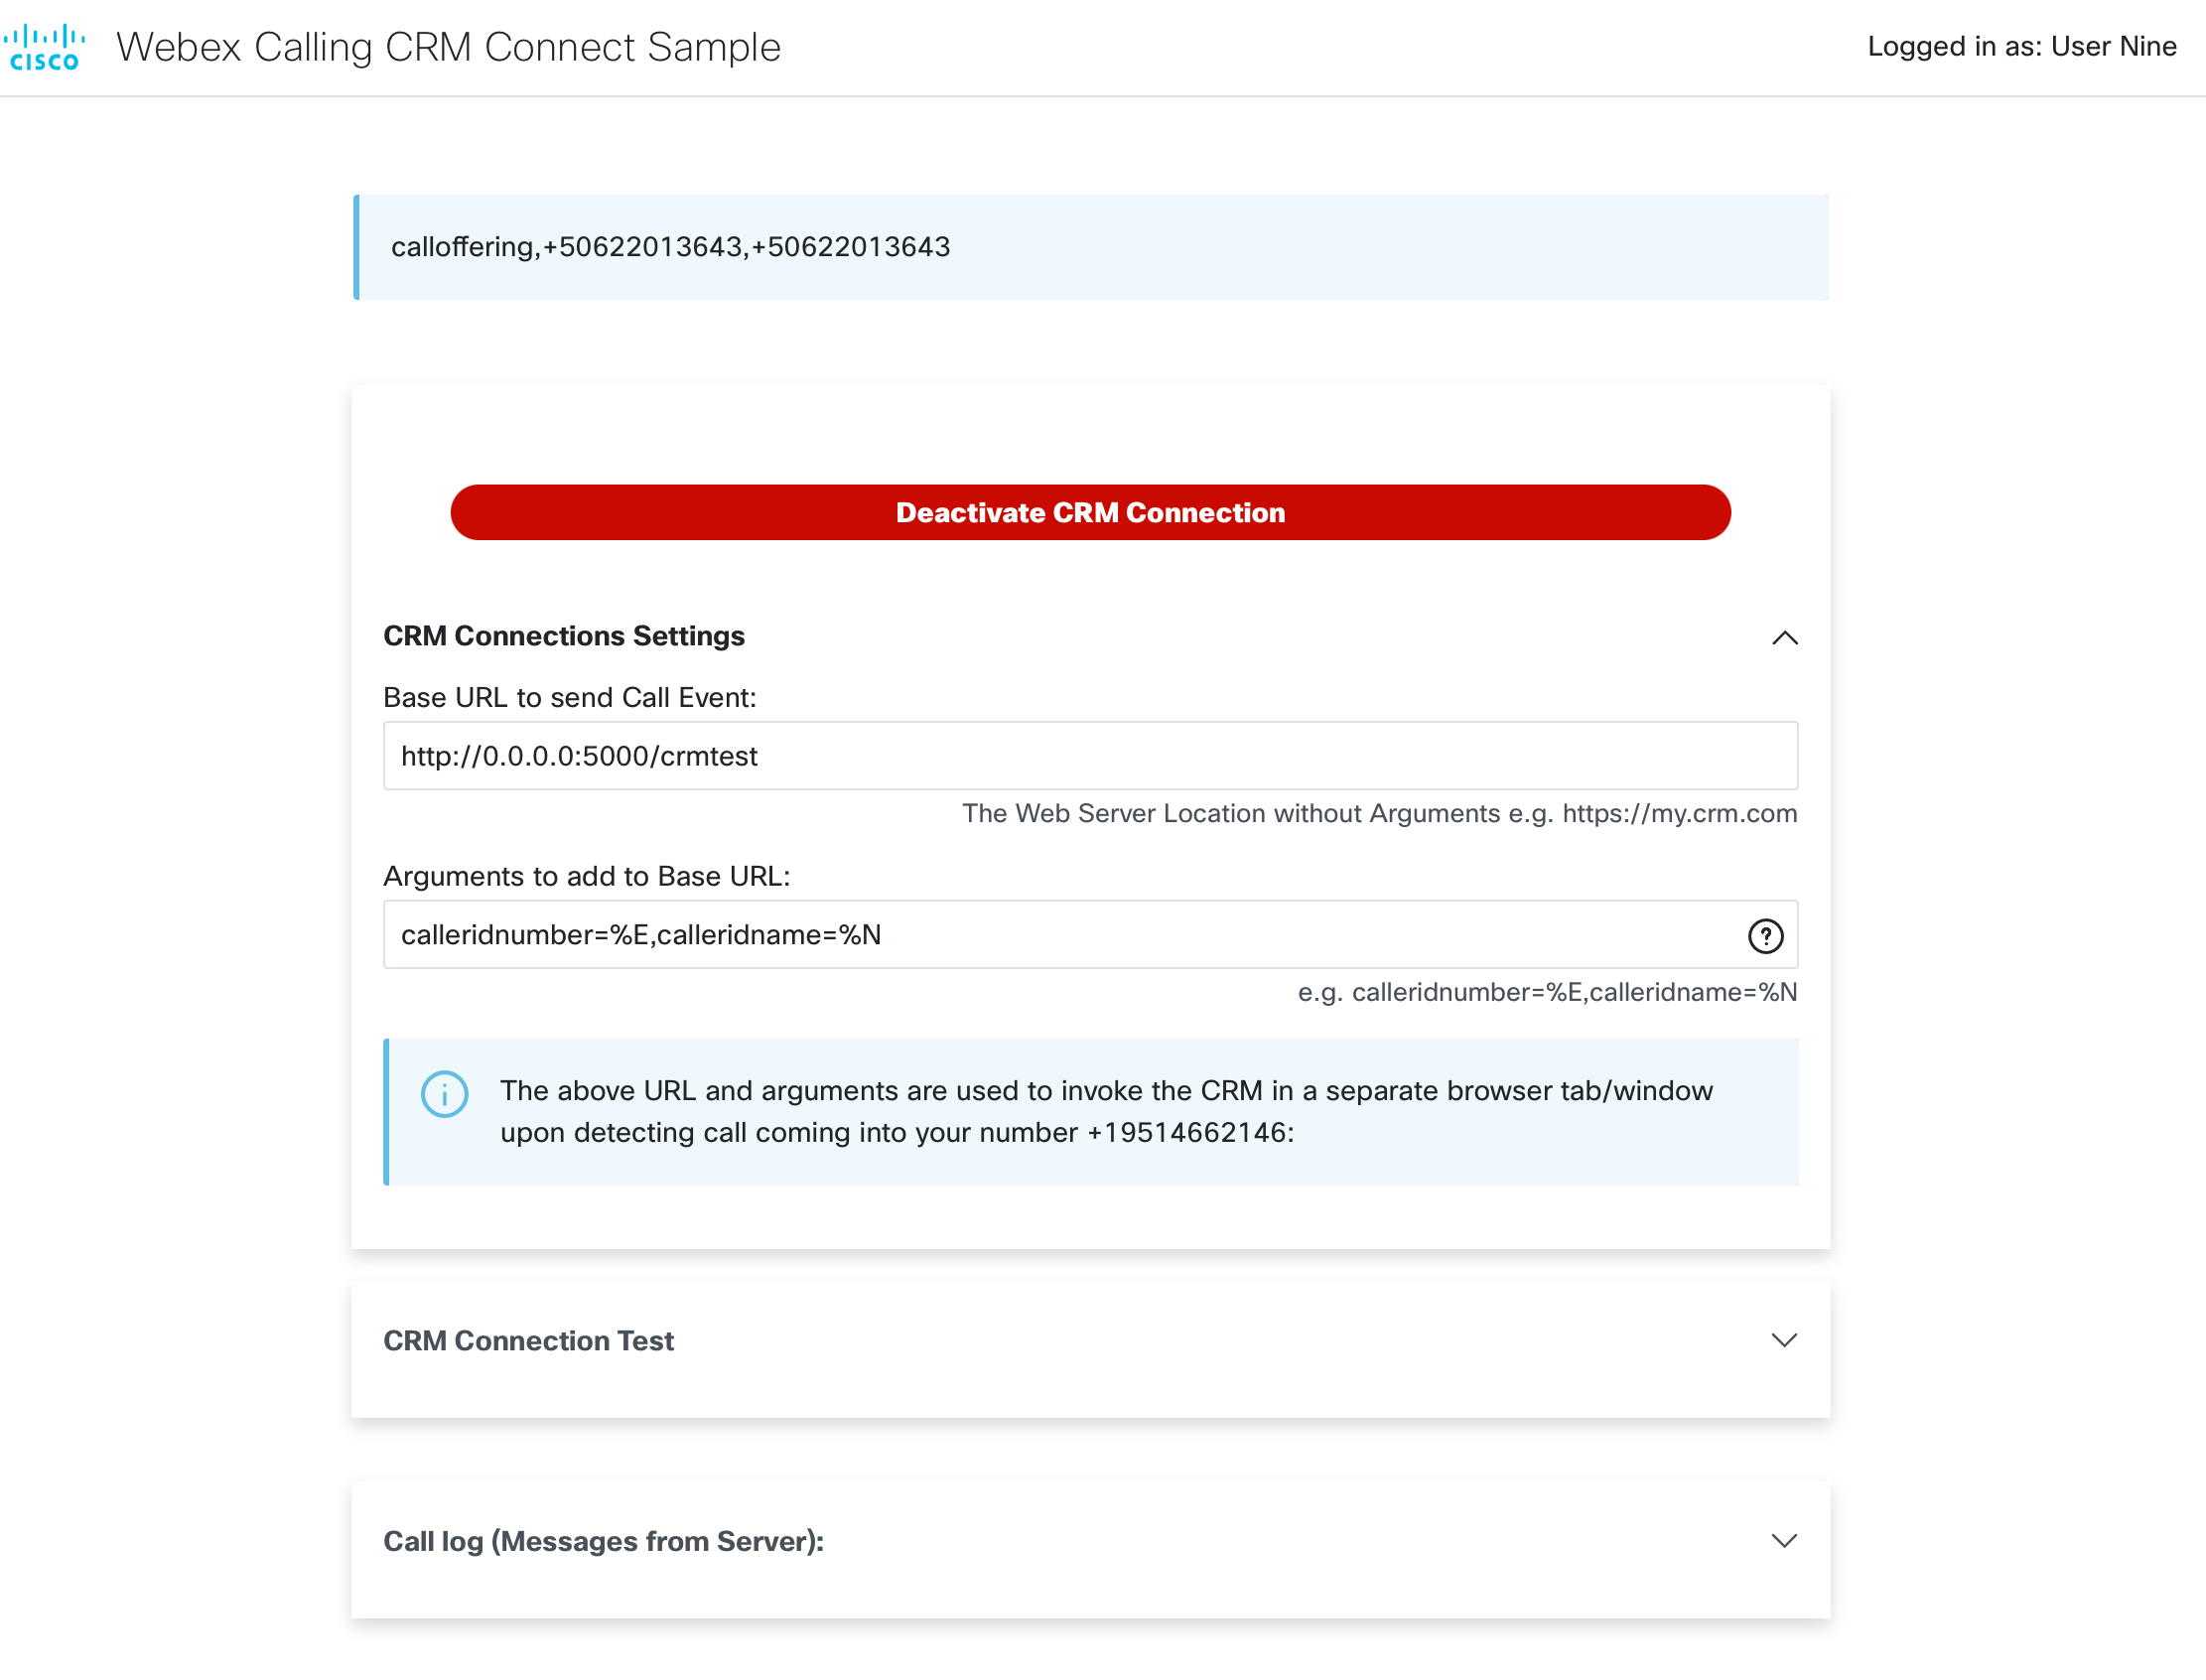 cisco
Webex Calling CRM Connect Sample
Logged in as: User Nine
calloffering,+50622013643,+50622013643
Deactivate CRM Connection
CRM Connections Settings
Base URL to send Call Event:
http://0.0.0.0:5000/crmtest
The Web Server Location without Arguments e.g. https://my.crm.com
Arguments to add to Base URL:
calleridnumber=%E,calleridname=%N
e.g. calleridnumber=%E,calleridname=%N
The above URL and arguments are used to invoke the CRM in a separate browser tab/window
upon detecting call coming into your number +19514662146:
CRM Connection Test
Call log (Messages from Server):